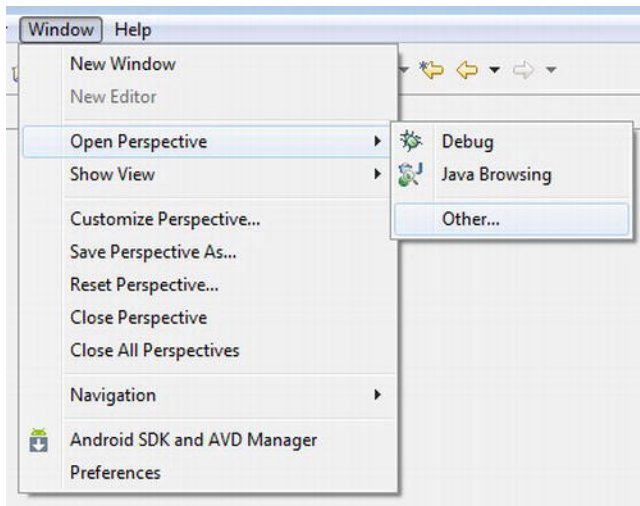 Window Help
New Window
New Editor
Open Perspective
Show View
Customize Perspective...
Save Perspective As...
Reset Perspective...
Close Perspective
Close All Perspectives
Navigation
Android SDK and AVD Manager
Preferences
Debug
Java Browsing
Other...